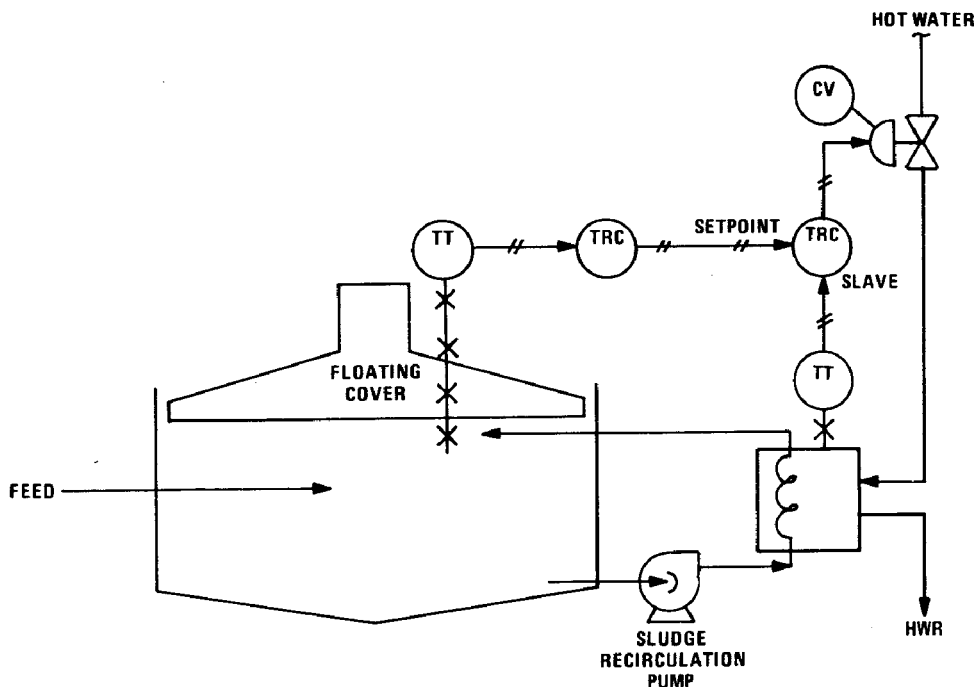 HOT WATER
CV
TT
TRC
SETPOINT
TRC
SLAVE
FLOATING
COVER
TT
FEED
SLUDGE
RECIRCULATION
PUMP
HWR